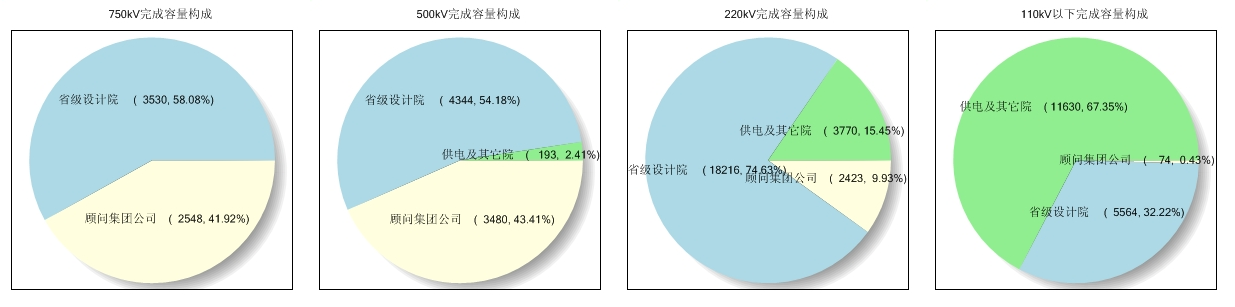 750kV完成容量构成
省级设计院 ( 3530, 58.08%)
顾问集团公司 ( 2548, 41.92%)
500kV完成容量构成
省级设计院 ( 4344, 54.18%)
供电及其它院 ( 193, 2.41%)
顾问集团公司 ( 3480, 43.41%)
220kV完成容量构成
供电及其它院 ( 3770, 15.45%)
省级设计院 ( 18216, 74.63%)
顾问集团公司 ( 2423, 9.93%)
110kV以下完成容量构成
供电及其它院 ( 11630, 67.35%)
顾问集团公司 ( 74, 0.43%)
省级设计院 ( 5564, 32.22%)